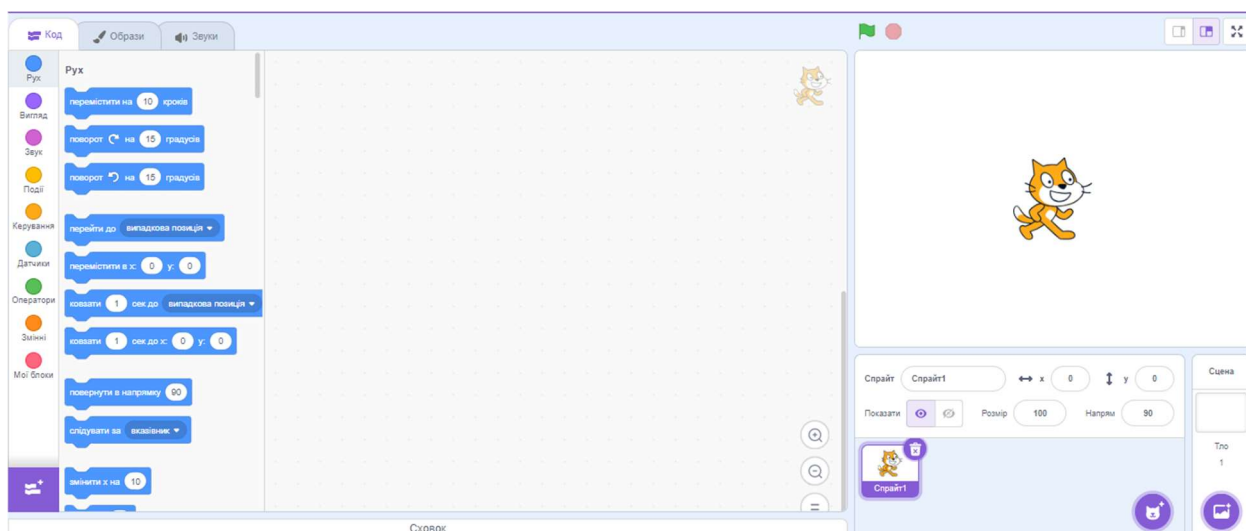 Код
Образи
Звуки
Рух
Вигляд
Звук
Події
Керування
Датчики
Оператори
Змінні
Мої блоки
Рух
перемістити на 10 кроків
поворот на 15 градусів
поворот на 15 градусів
перейти до випадкова позиція
перемістити в x: 0 y: 0
ковзати 1 сек до випадкова позиція
ковзати 1 сек до x: 0 y: 0
повернути в напрямку 90
слідувати за вказівник
змінити x на 10
Сховок
Спрайт Спрайт1 x 0 y 0
Показати Розмір 100 Напрям 90
Спрайт1
Сцена
Тло
1